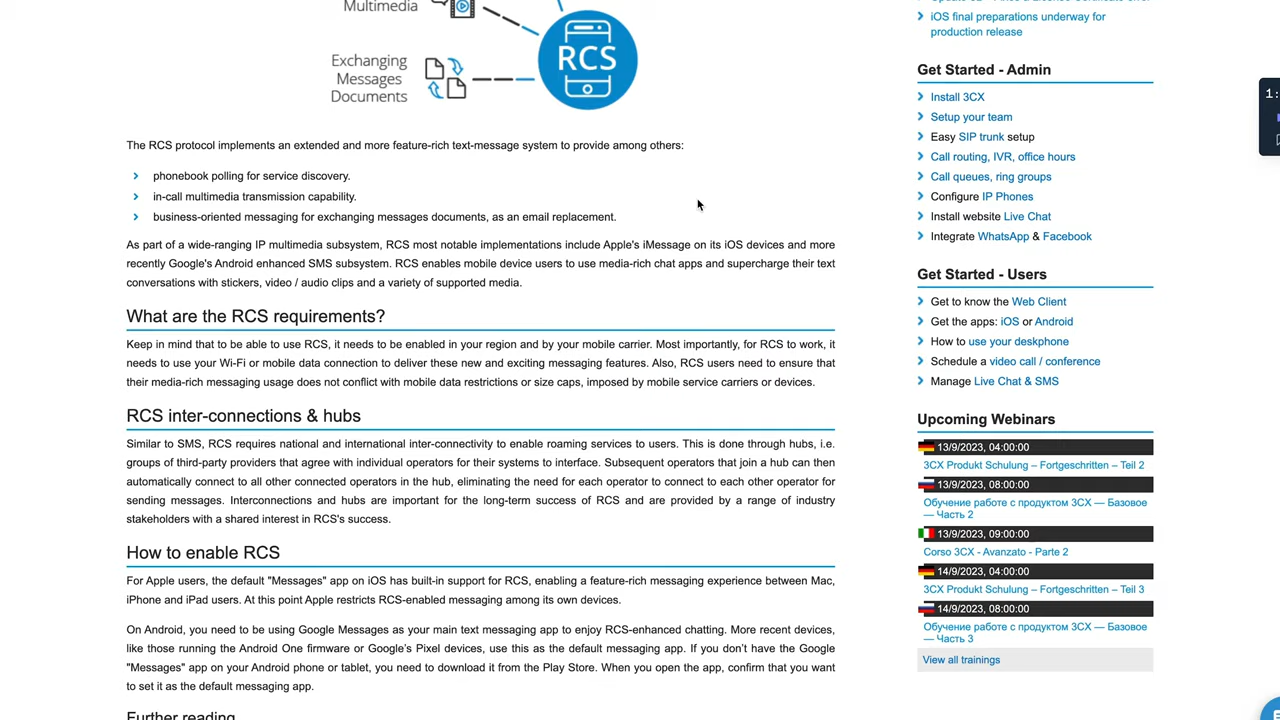 Multimedia
RCS
Exchanging
Messages
Documents
The RCS protocol implements an extended and more feature-rich text-message system to provide among others:
phonebook polling for service discovery.
in-call multimedia transmission capability.
business-oriented messaging for exchanging messages documents, as an email replacement.
As part of a wide-ranging IP multimedia subsystem, RCS most notable implementations include Apple's iMessage on its iOS devices and more
recently Google's Android enhanced SMS subsystem. RCS enables mobile device users to use media-rich chat apps and supercharge their text
conversations with stickers, video / audio clips and a variety of supported media.
What are the RCS requirements?
Keep in mind that to be able to use RCS, it needs to be enabled in your region and by your mobile carrier. Most importantly, for RCS to work, it
needs to use your Wi-Fi or mobile data connection to deliver these new and exciting messaging features. Also, RCS users need to ensure that
their media-rich messaging usage does not conflict with mobile data restrictions or size caps, imposed by mobile service carriers or devices.
RCS inter-connections & hubs
Similar to SMS, RCS requires national and international inter-connectivity to enable roaming services to users. This is done through hubs, i.e.
groups of third-party providers that agree with individual operators for their systems to interface. Subsequent operators that join a hub can then
automatically connect to all other connected operators in the hub, eliminating the need for each operator to connect to each other operator for
sending messages. Interconnections and hubs are important for the long-term success of RCS and are provided by a range of industry
stakeholders with a shared interest in RCS's success.
How to enable RCS
For Apple users, the default "Messages" app on iOS has built-in support for RCS, enabling a feature-rich messaging experience between Mac,
iPhone and iPad users. At this point Apple restricts RCS-enabled messaging among its own devices.
On Android, you need to be using Google Messages as your main text messaging app to enjoy RCS-enhanced chatting. More recent devices,
like those running the Android One firmware or Google's Pixel devices, use this as the default messaging app. If you don't have the Google
"Messages" app on your Android phone or tablet, you need to download it from the Play Store. When you open the app, confirm that you want
to set it as the default messaging app.
Further reading
iOS final preparations underway for
production release
Get Started - Admin
Install 3CX
Setup your team
Easy SIP trunk setup
Call routing, IVR, office hours
Call queues, ring groups
Configure IP Phones
Install website Live Chat
Integrate WhatsApp & Facebook
Get Started - Users
Get to know the Web Client
Get the apps: iOS or Android
How to use your deskphone
Schedule a video call / conference
Manage Live Chat & SMS
Upcoming Webinars
13/9/2023, 04:00:00
3CX Produkt Schulung – Fortgeschritten – Teil 2
13/9/2023, 08:00:00
Обучение работе с продуктом 3CX — Базовое
— Часть 2
13/9/2023, 09:00:00
Corso 3CX - Avanzato - Parte 2
14/9/2023, 04:00:00
3CX Produkt Schulung – Fortgeschritten – Teil 3
14/9/2023, 08:00:00
Обучение работе с продуктом 3CX — Базовое
— Часть 3
View all trainings
1: